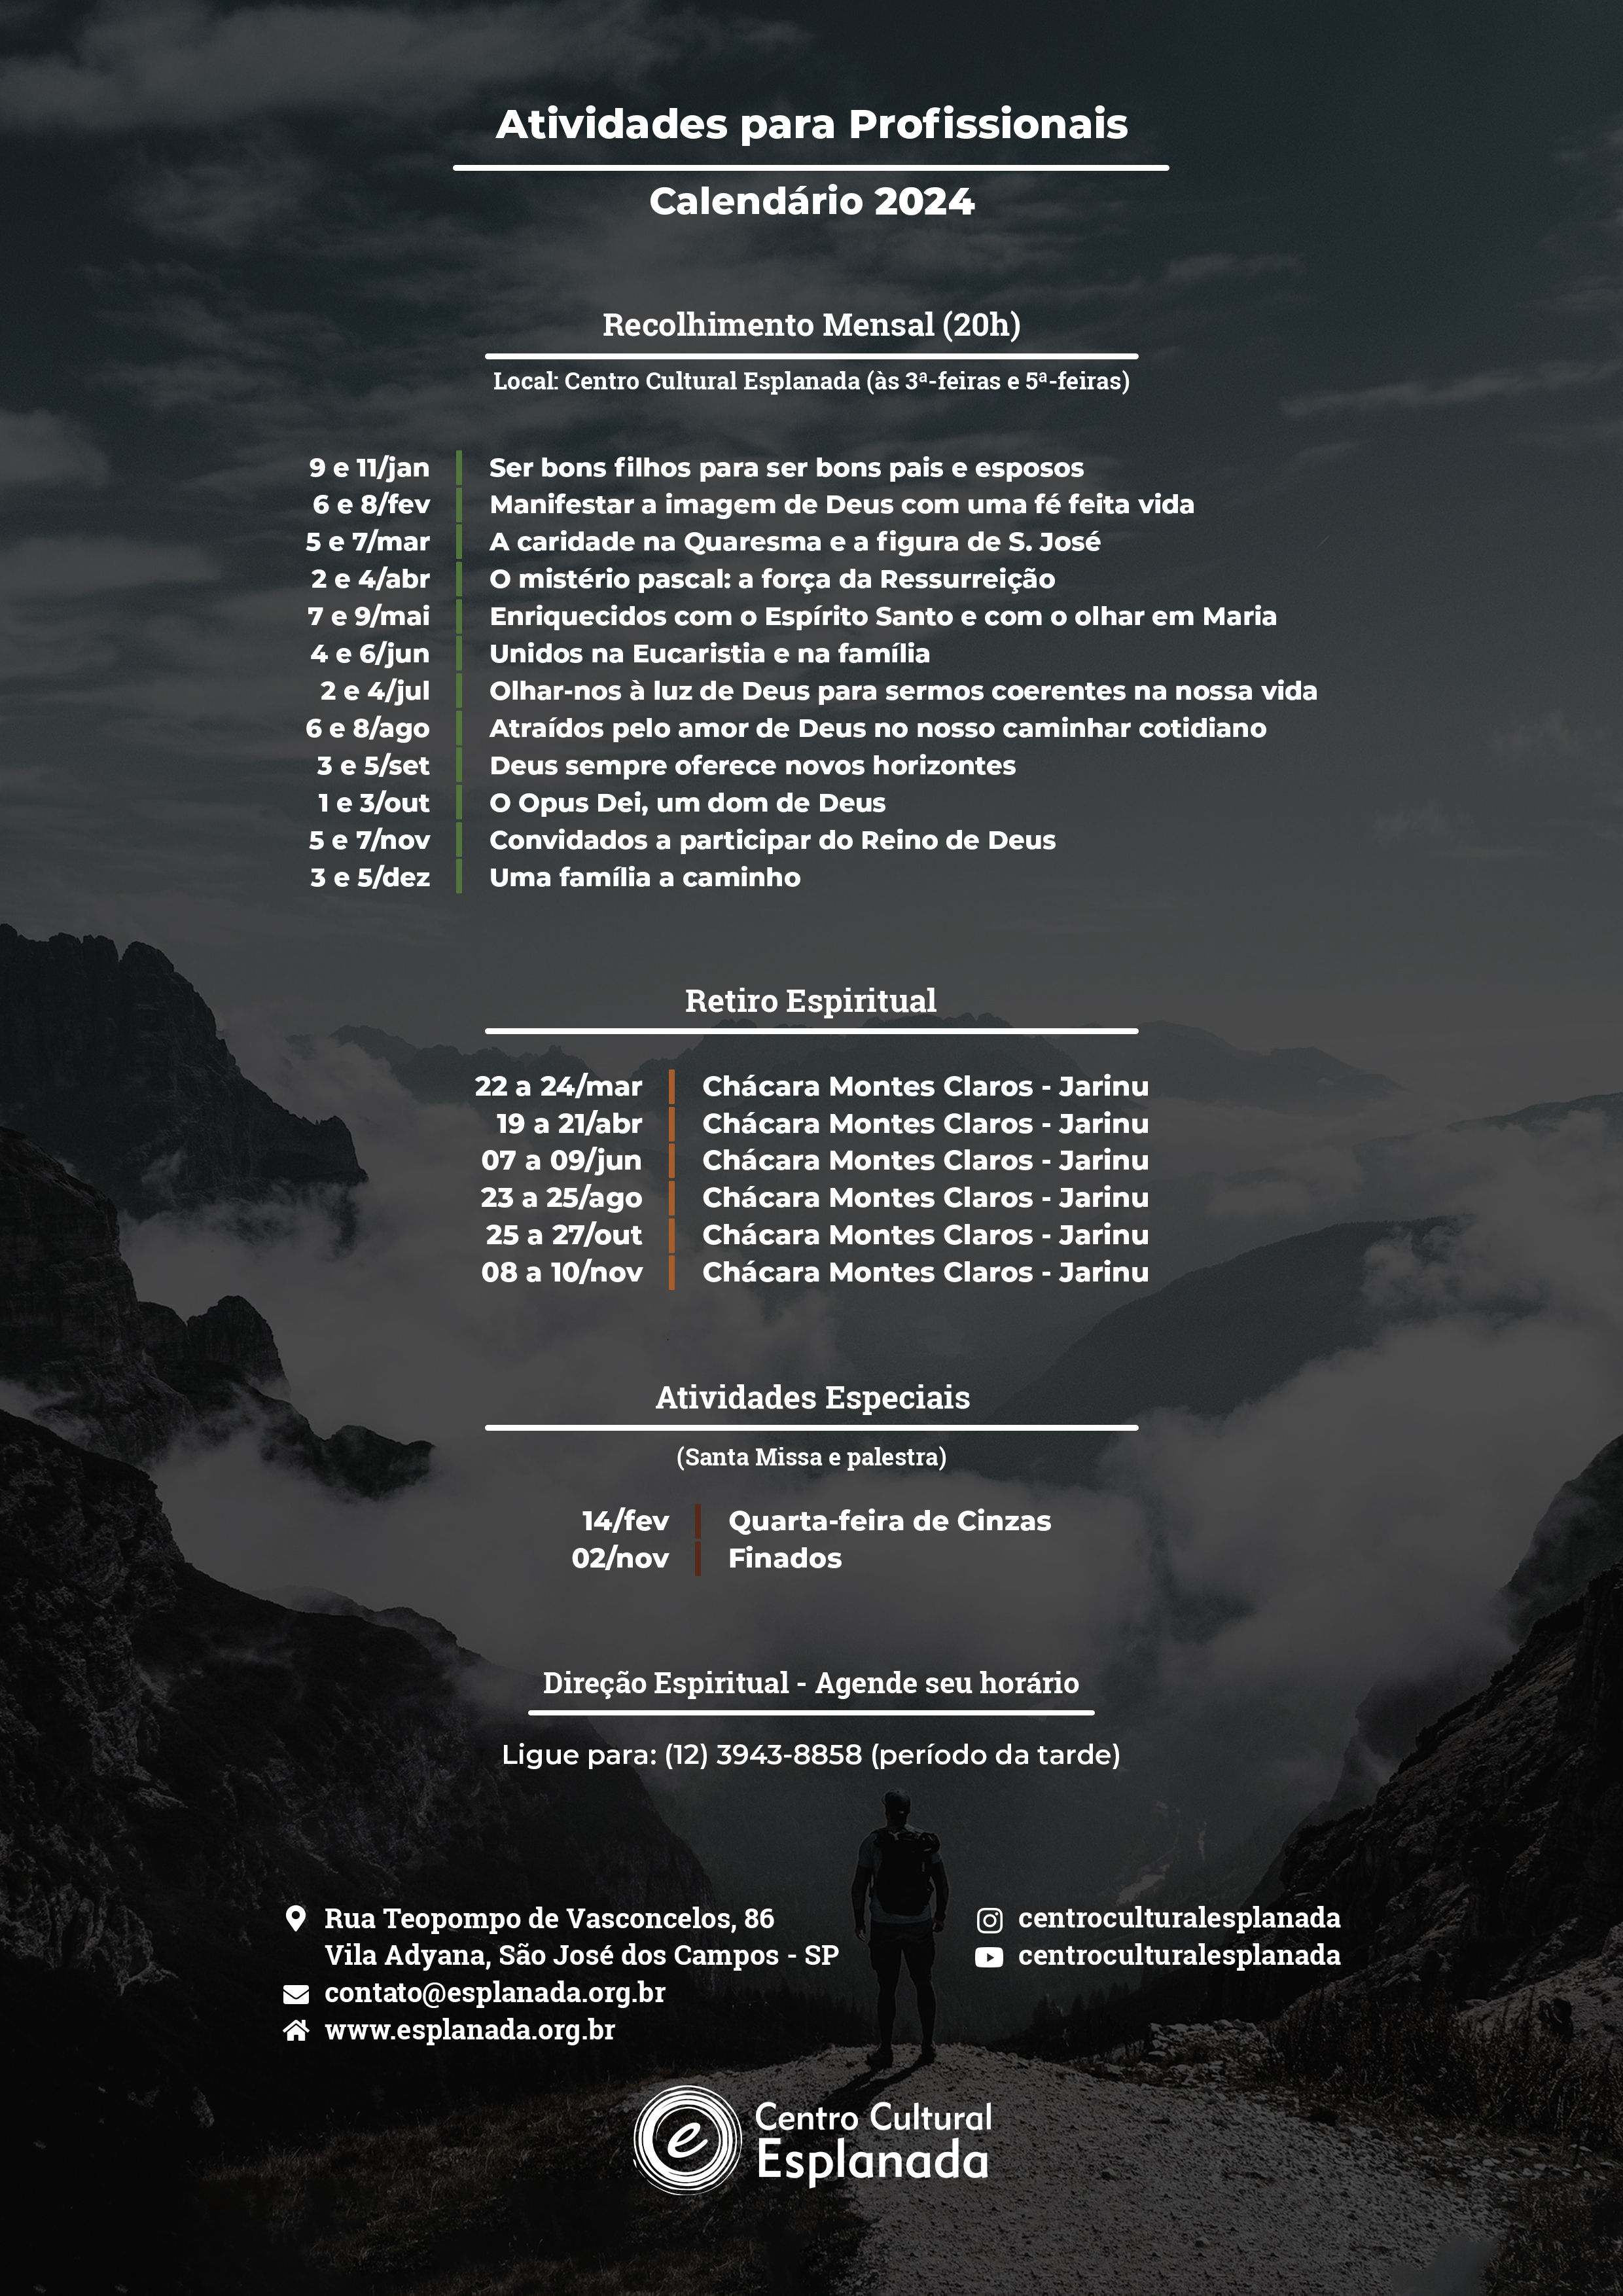 Atividades para Profissionais
Calendário 2024
Recolhimento Mensal (20h)
Local: Centro Cultural Esplanada (às 3ª-feiras e 5ª-feiras)
9 e 11/jan Ser bons filhos para ser bons pais e esposos
6 e 8/fev Manifestar a imagem de Deus com uma fé feita vida
5 e 7/mar A caridade na Quaresma e a figura de S. José
2 e 4/abr O mistério pascal: a força da Ressurreição
7 e 9/mai Enriquecidos com o Espírito Santo e com o olhar em Maria
4 e 6/jun Unidos na Eucaristia e na família
2 e 4/jul Olhar-nos à luz de Deus para sermos coerentes na nossa vida
6 e 8/ago Atraídos pelo amor de Deus no nosso caminhar cotidiano
3 e 5/set Deus sempre oferece novos horizontes
1 e 3/out O Opus Dei, um dom de Deus
5 e 7/nov Convidados a participar do Reino de Deus
3 e 5/dez Uma família a caminho
Retiro Espiritual
22 a 24/mar Chácara Montes Claros - Jarinu
19 a 21/abr Chácara Montes Claros - Jarinu
07 a 09/jun Chácara Montes Claros - Jarinu
23 a 25/ago Chácara Montes Claros - Jarinu
25 a 27/out Chácara Montes Claros - Jarinu
08 a 10/nov Chácara Montes Claros - Jarinu
Atividades Especiais
(Santa Missa e palestra)
14/fev Quarta-feira de Cinzas
02/nov Finados
Direção Espiritual - Agende seu horário
Ligue para: (12) 3943-8858 (período da tarde)
Rua Teopompo de Vasconcelos, 86
Vila Adyana, São José dos Campos - SP
contato@esplanada.org.br
www.esplanada.org.br
centroculturalesplanada
centroculturalesplanada
e
Centro Cultural
Esplanada